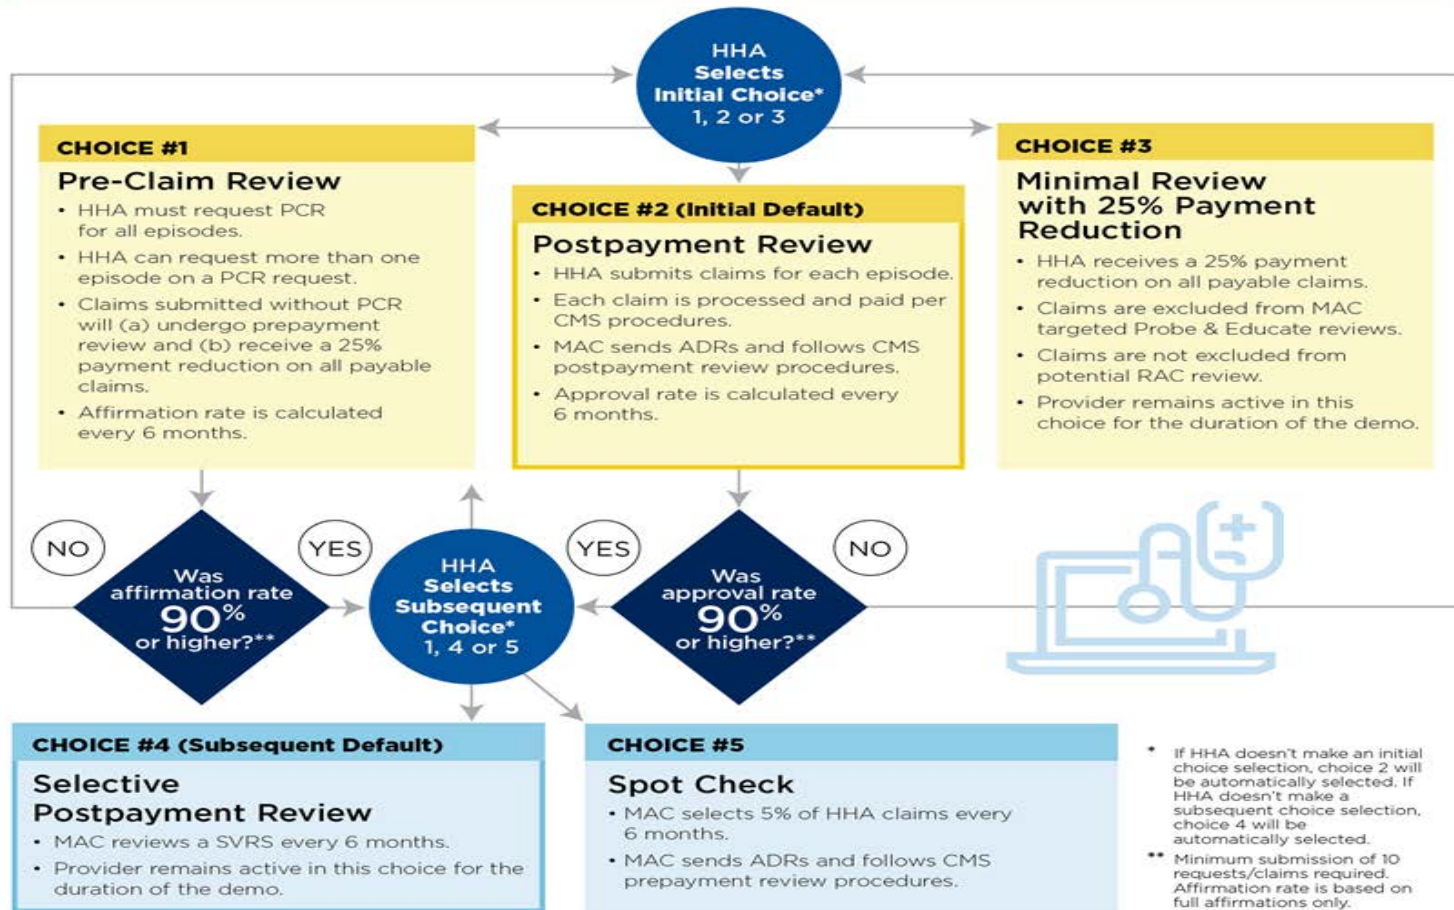 HHA
Selects
Initial Choice*
1, 2 or 3
CHOICE #1
Pre-Claim Review
• HHA must request PCR
for all episodes.
• HHA can request more than one
episode on a PCR request.
• Claims submitted without PCR
will (a) undergo prepayment
review and (b) receive a 25%
payment reduction on all payable
claims.
• Affirmation rate is calculated
every 6 months.
CHOICE #2 (Initial Default)
Postpayment Review
• HHA submits claims for each episode.
• Each claim is processed and paid per
CMS procedures.
• MAC sends ADRs and follows CMS
postpayment review procedures.
• Approval rate is calculated every
6 months.
CHOICE #3
Minimal Review
with 25% Payment
Reduction
• HHA receives a 25% payment
reduction on all payable claims.
• Claims are excluded from MAC
targeted Probe & Educate reviews.
• Claims are not excluded from
potential RAC review.
• Provider remains active in this
choice for the duration of the demo.
NO
Was
affirmation rate
90%
or higher?**
YES
HHA
Selects
Subsequent
Choice*
1, 4 or 5
YES
Was
approval rate
90%
or higher?**
NO
CHOICE #4 (Subsequent Default)
Selective
Postpayment Review
• MAC reviews a SVRS every 6 months.
• Provider remains active in this choice for the
duration of the demo.
CHOICE #5
Spot Check
• MAC selects 5% of HHA claims every
6 months.
• MAC sends ADRs and follows CMS
prepayment review procedures.
* If HHA doesn't make an initial
choice selection, choice 2 will
be automatically selected. If
HHA doesn't make a
subsequent choice selection,
choice 4 will be
automatically selected.
** Minimum submission of 10
requests/claims required.
Affirmation rate is based on
full affirmations only.